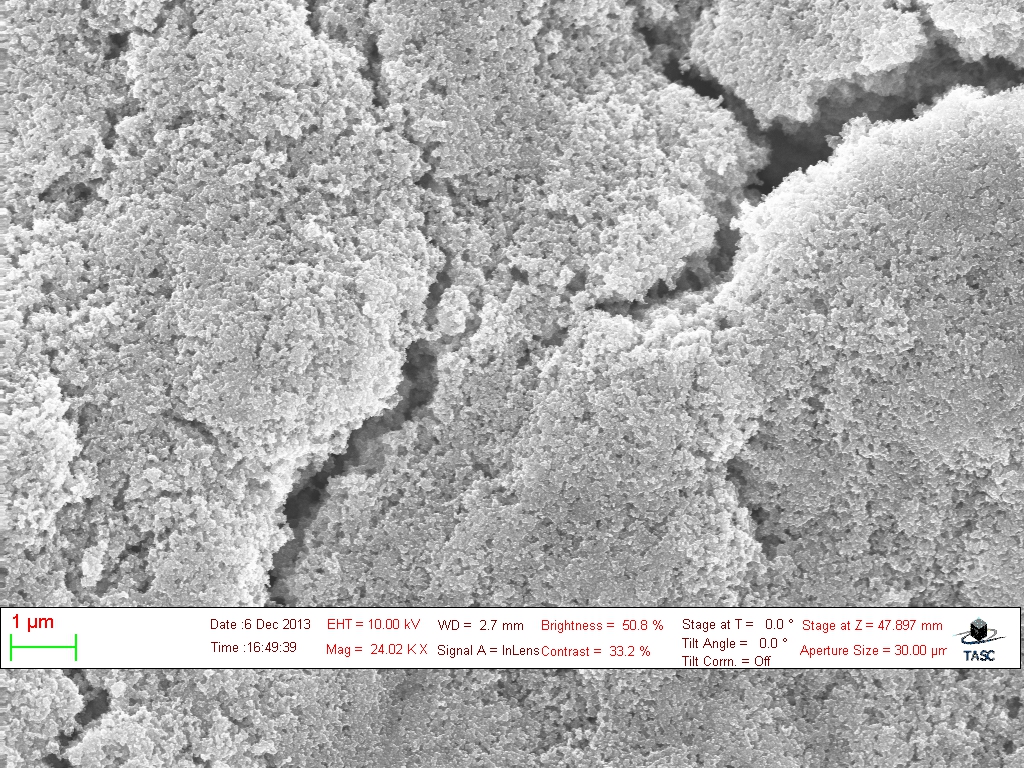 1 µm
Date :6 Dec 2013 EHT = 10.00 kV WD = 2.7 mm Brightness = 50.8 % Stage at T = 0.0 ° Stage at Z = 47.897 mm
Time :16:49:39 Mag = 24.02 K X Signal A = InLens Contrast = 33.2 % Tilt Angle = 0.0 ° Aperture Size = 30.00 µm
Tilt Corrn. = Off
TASC